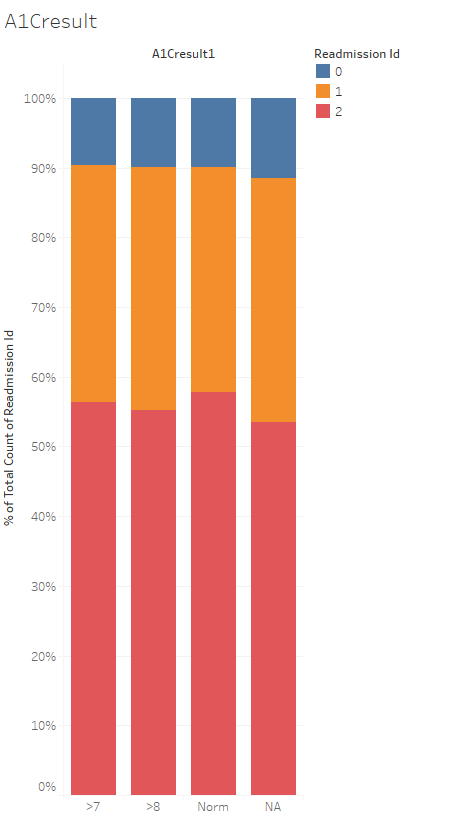 A1Cresult
A1Cresult1
Readmission Id
0
1
2
100%
90%
80%
70%
60%
50%
40%
30%
20%
10%
0%
% of Total Count of Readmission Id
>7
>8
Norm
NA